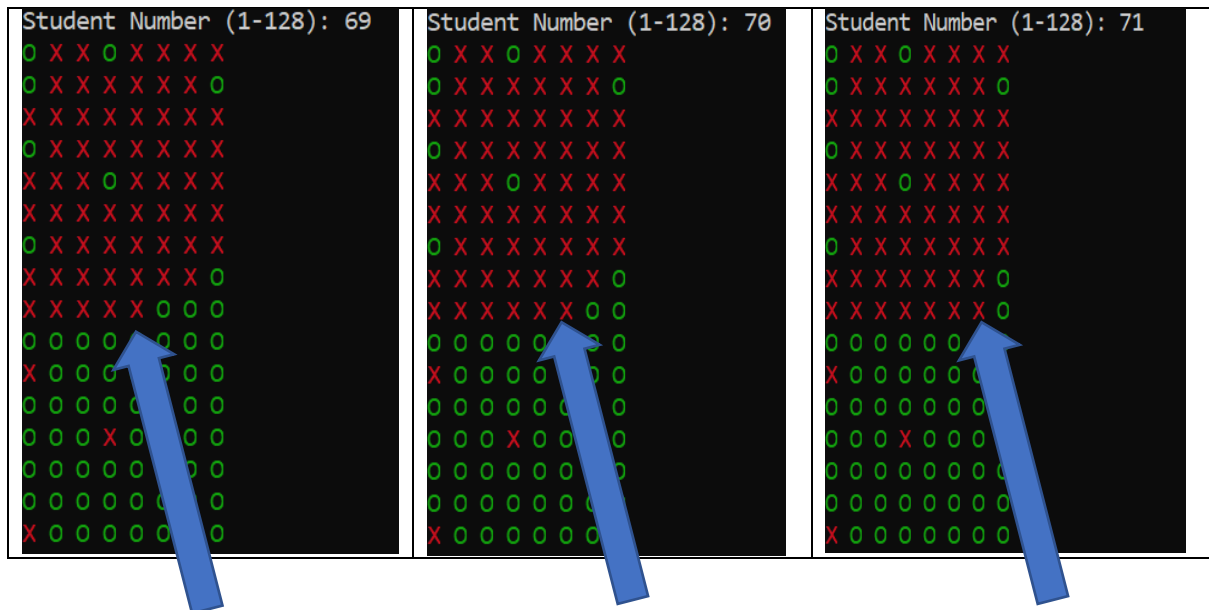 Student Number (1-128): 69
O X X O X X X X
O X X X X X X O
X X X X X X X X
O X X X X X X X
X X X O X X X X
X X X X X X X X
O X X X X X X X
X X X X X X X O
X X X X X O O O
O O O O O O O
X O O O O O O
O O O O O O O
O O O X O O O
O O O O O O O
O O O O O O O
X O O O O O O
Student Number (1-128): 70
O X X O X X X X
O X X X X X X O
X X X X X X X X
O X X X X X X X
X X X O X X X X
X X X X X X X X
O X X X X X X X
X X X X X X X O
X X X X X X O O
O O O O O O O
X O O O O O O
O O O O O O
O O O X O O O
O O O O O O O
O O O O O O O
X O O O O O O
Student Number (1-128): 71
O X X O X X X X
O X X X X X X O
X X X X X X X X
O X X X X X X X
X X X O X X X X
X X X X X X X X
O X X X X X X X
X X X X X X X O
X X X X X X X O
O O O O O O O
X O O O O O O
O O O O O O
O O O X O O O
O O O O O O O
O O O O O O O
X O O O O O O O